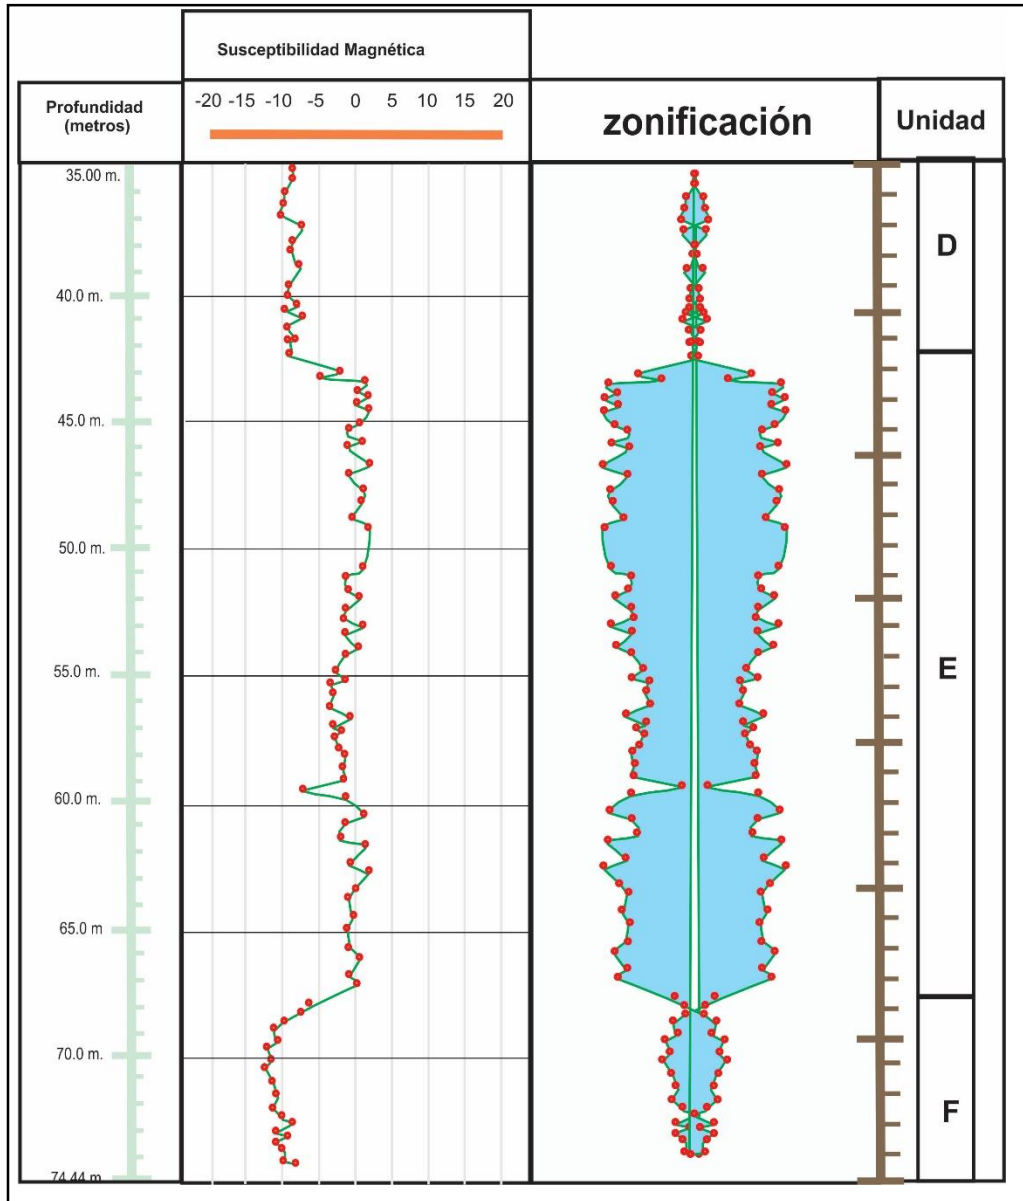 Susceptibilidad Magnética
Profundidad
(metros)
-20 -15 -10 -5 0 5 10 15 20
zonificación
Unidad
35.00 m.
D
40.0 m.
45.0 m.
50.0 m.
E
55.0 m.
60.0 m.
65.0 m.
70.0 m.
F
74.44 m